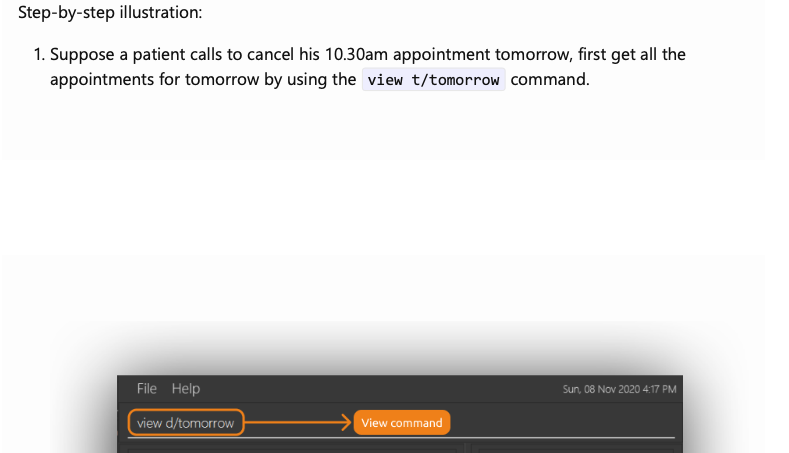 Step-by-step illustration:
1. Suppose a patient calls to cancel his 10.30am appointment tomorrow, first get all the
appointments for tomorrow by using the view t/tomorrow command.
File Help
Sun, 08 Nov 2020 4:17 PM
view d/tomorrow
View command